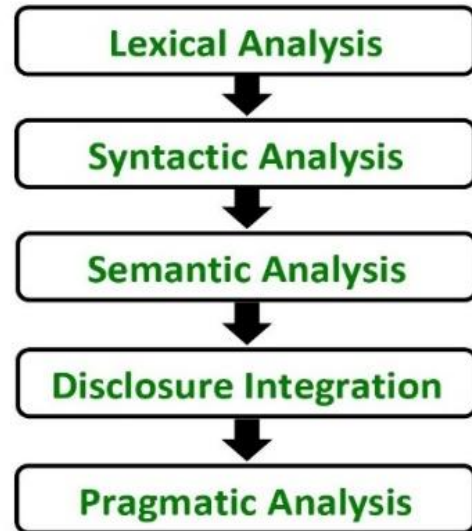 Lexical Analysis
Syntactic Analysis
Semantic Analysis
Disclosure Integration
Pragmatic Analysis